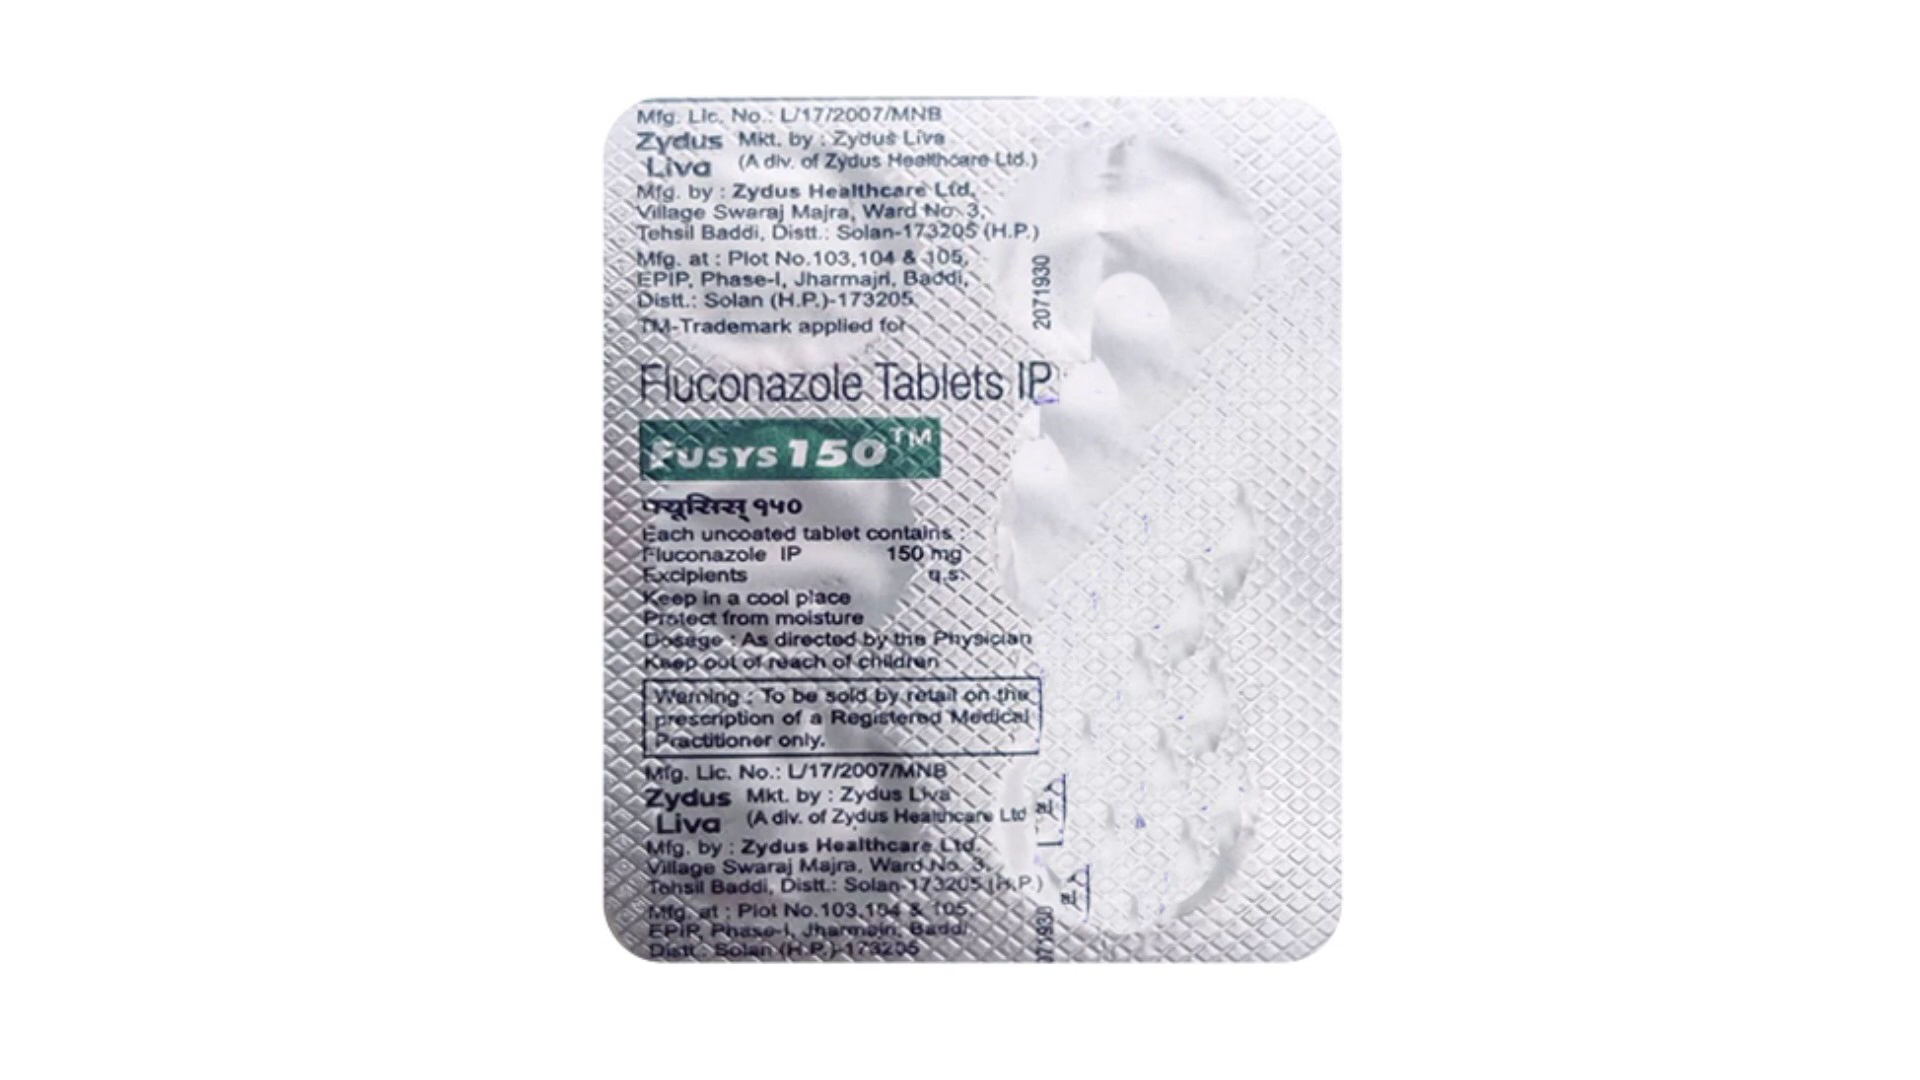 Mfg. Lic. No.: L/17/2007/MNB
Zydus Liva
Mkt. by : Zydus Liva
(A div. of Zydus Healthcare Ltd.)
Mfg. by : Zydus Healthcare Ltd.
Village Swaraj Majra, Ward No. 3,
Tehsil Baddi, Distt.: Solan-173205 (H.P.)
Mfg. at : Plot No.103,104 & 105,
EPIP, Phase-I, Jharmajri, Baddi,
Distt.: Solan (H.P.)-173205
TM-Trademark applied for
2071930
Fluconazole Tablets IP
Fusys 150™
फ्यूसिस् १५०
Each uncoated tablet contains :
Fluconazole IP 150 mg
Excipients q.s.
Keep in a cool place
Protect from moisture
Dosage : As directed by the Physician
Keep out of reach of children
Warning : To be sold by retail on the
prescription of a Registered Medical
Practitioner only.
Mfg. Lic. No.: L/17/2007/MNB
Zydus Liva
Mkt. by : Zydus Liva
(A div. of Zydus Healthcare Ltd
Mfg. by : Zydus Healthcare Ltd.
Village Swaraj Majra, Ward No. 3,
Tehsil Baddi, Distt.: Solan-173205 (H.P.)
Mfg. at : Plot No.103,104 & 105,
EPIP, Phase-I, Jharmajri, Baddi
Distt.: Solan (H.P.)-173205
071930